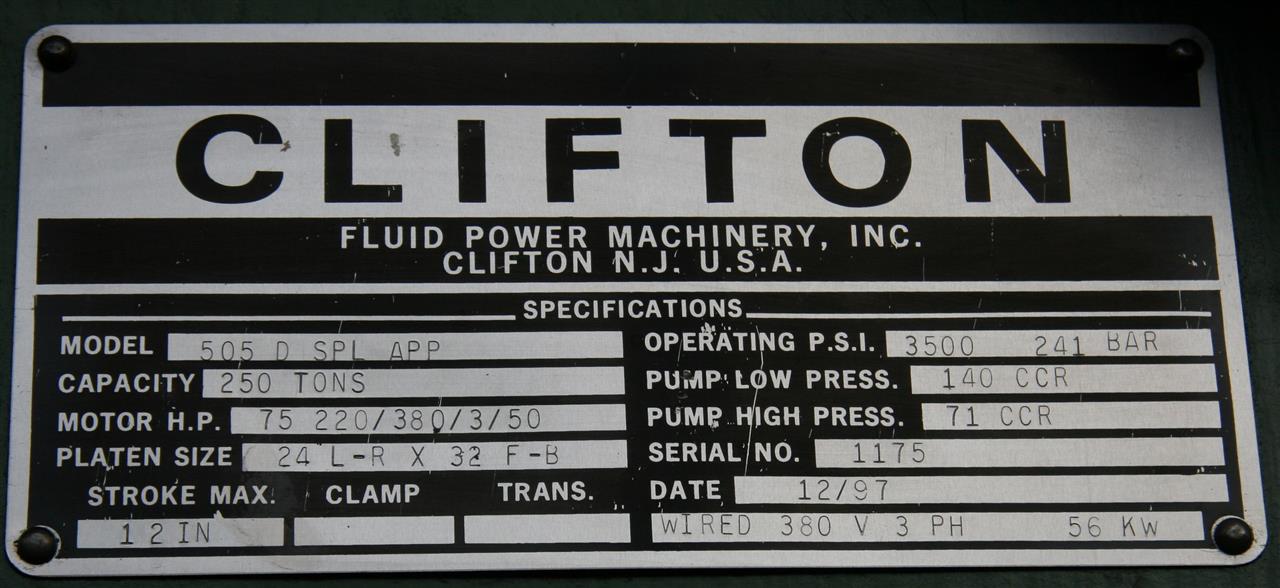 CLIFTON
FLUID POWER MACHINERY, INC.
CLIFTON N.J. U.S.A.
SPECIFICATIONS
MODEL 505 D SPL APP
CAPACITY 250 TONS
MOTOR H.P. 75 220/380/3/50
PLATEN SIZE 24 L-R X 32 F-B
STROKE MAX. CLAMP TRANS.
12 IN
OPERATING P.S.I. 3500 241 BAR
PUMP LOW PRESS. 140 CCR
PUMP HIGH PRESS. 71 CCR
SERIAL NO. 1175
DATE 12/97
WIRED 380 V 3 PH 56 KW